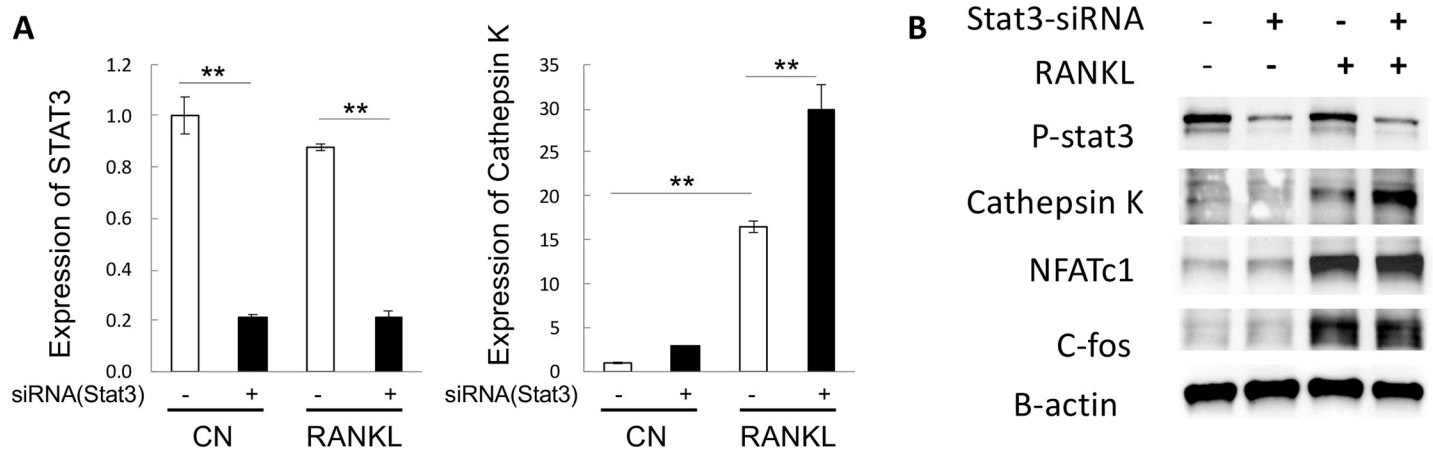 A
Expression of STAT3
1.2
1.0
0.8
0.6
0.4
0.2
0.0
**
**
siRNA(Stat3) - + - +
CN RANKL
Expression of Cathepsin K
35
30
25
20
15
10
5
0
**
**
siRNA(Stat3) - + - +
CN RANKL
B
Stat3-siRNA - + - +
RANKL - - + +
P-stat3
Cathepsin K
NFATc1
C-fos
B-actin